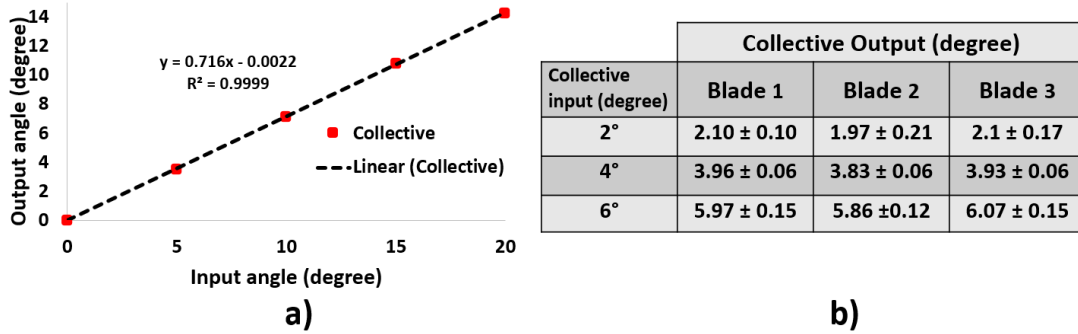 Output angle (degree)
14
12
10
8
6
4
2
0
y = 0.716x - 0.0022
R² = 0.9999
Collective
Linear (Collective)
0 5 10 15 20
Input angle (degree)
a)
Collective Output (degree)
Collective input (degree) Blade 1 Blade 2 Blade 3
2° 2.10 ± 0.10 1.97 ± 0.21 2.1 ± 0.17
4° 3.96 ± 0.06 3.83 ± 0.06 3.93 ± 0.06
6° 5.97 ± 0.15 5.86 ±0.12 6.07 ± 0.15
b)